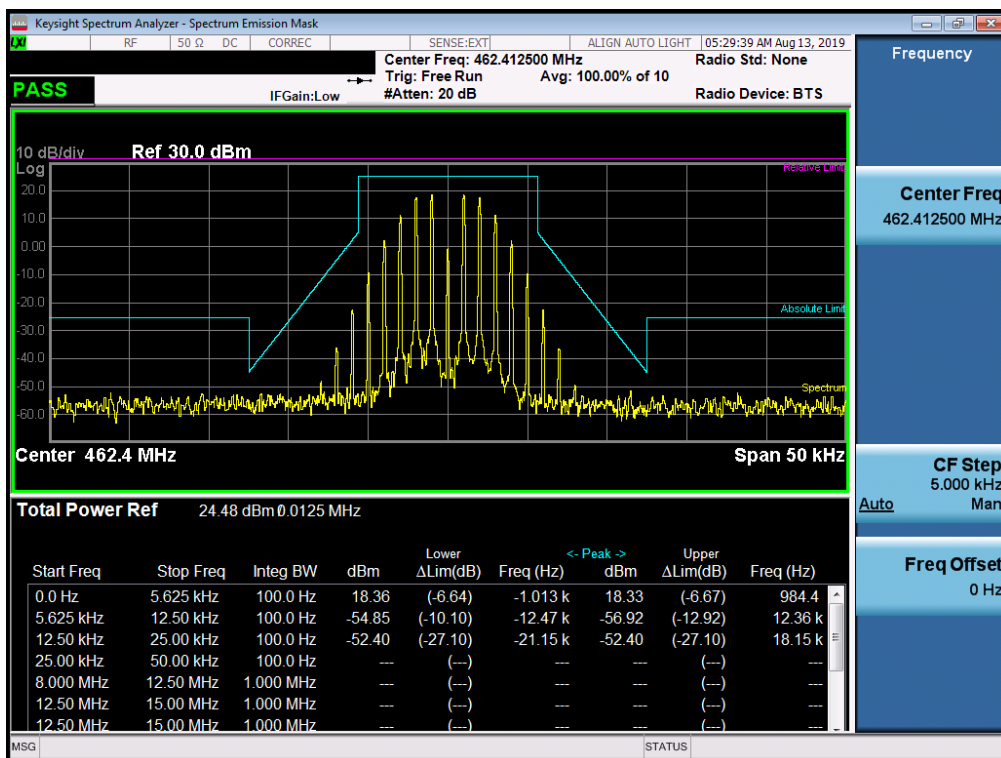 Keysight Spectrum Analyzer - Spectrum Emission Mask
LXI RF 50 Ω DC CORREC SENSE:EXT ALIGN AUTO LIGHT 05:29:39 AM Aug 13, 2019
Center Freq: 462.412500 MHz Radio Std: None
Trig: Free Run Avg: 100.00% of 10
PASS IFGain:Low #Atten: 20 dB Radio Device: BTS
10 dB/div Ref 30.0 dBm
Log
Relative Limit
20.0
10.0
0.00
-10.0
-20.0
Absolute Limit
-30.0
-40.0
-50.0
Spectrum
-60.0
Center 462.4 MHz Span 50 kHz
Total Power Ref 24.48 dBm 0.0125 MHz
Lower <- Peak -> Upper
Start Freq Stop Freq Integ BW dBm ΔLim(dB) Freq (Hz) dBm ΔLim(dB) Freq (Hz)
0.0 Hz 5.625 kHz 100.0 Hz 18.36 (-6.64) -1.013 k 18.33 (-6.67) 984.4
5.625 kHz 12.50 kHz 100.0 Hz -54.85 (-10.10) -12.47 k -56.92 (-12.92) 12.36 k
12.50 kHz 25.00 kHz 100.0 Hz -52.40 (-27.10) -21.15 k -52.40 (-27.10) 18.15 k
25.00 kHz 50.00 kHz 100.0 Hz --- (---) --- --- (---) ---
8.000 MHz 12.50 MHz 1.000 MHz --- (---) --- --- (---) ---
12.50 MHz 15.00 MHz 1.000 MHz --- (---) --- --- (---) ---
12.50 MHz 15.00 MHz 1.000 MHz --- (---) --- --- (---) ---
MSG STATUS
Frequency
Center Freq
462.412500 MHz
CF Step
5.000 kHz
Auto Man
Freq Offset
0 Hz